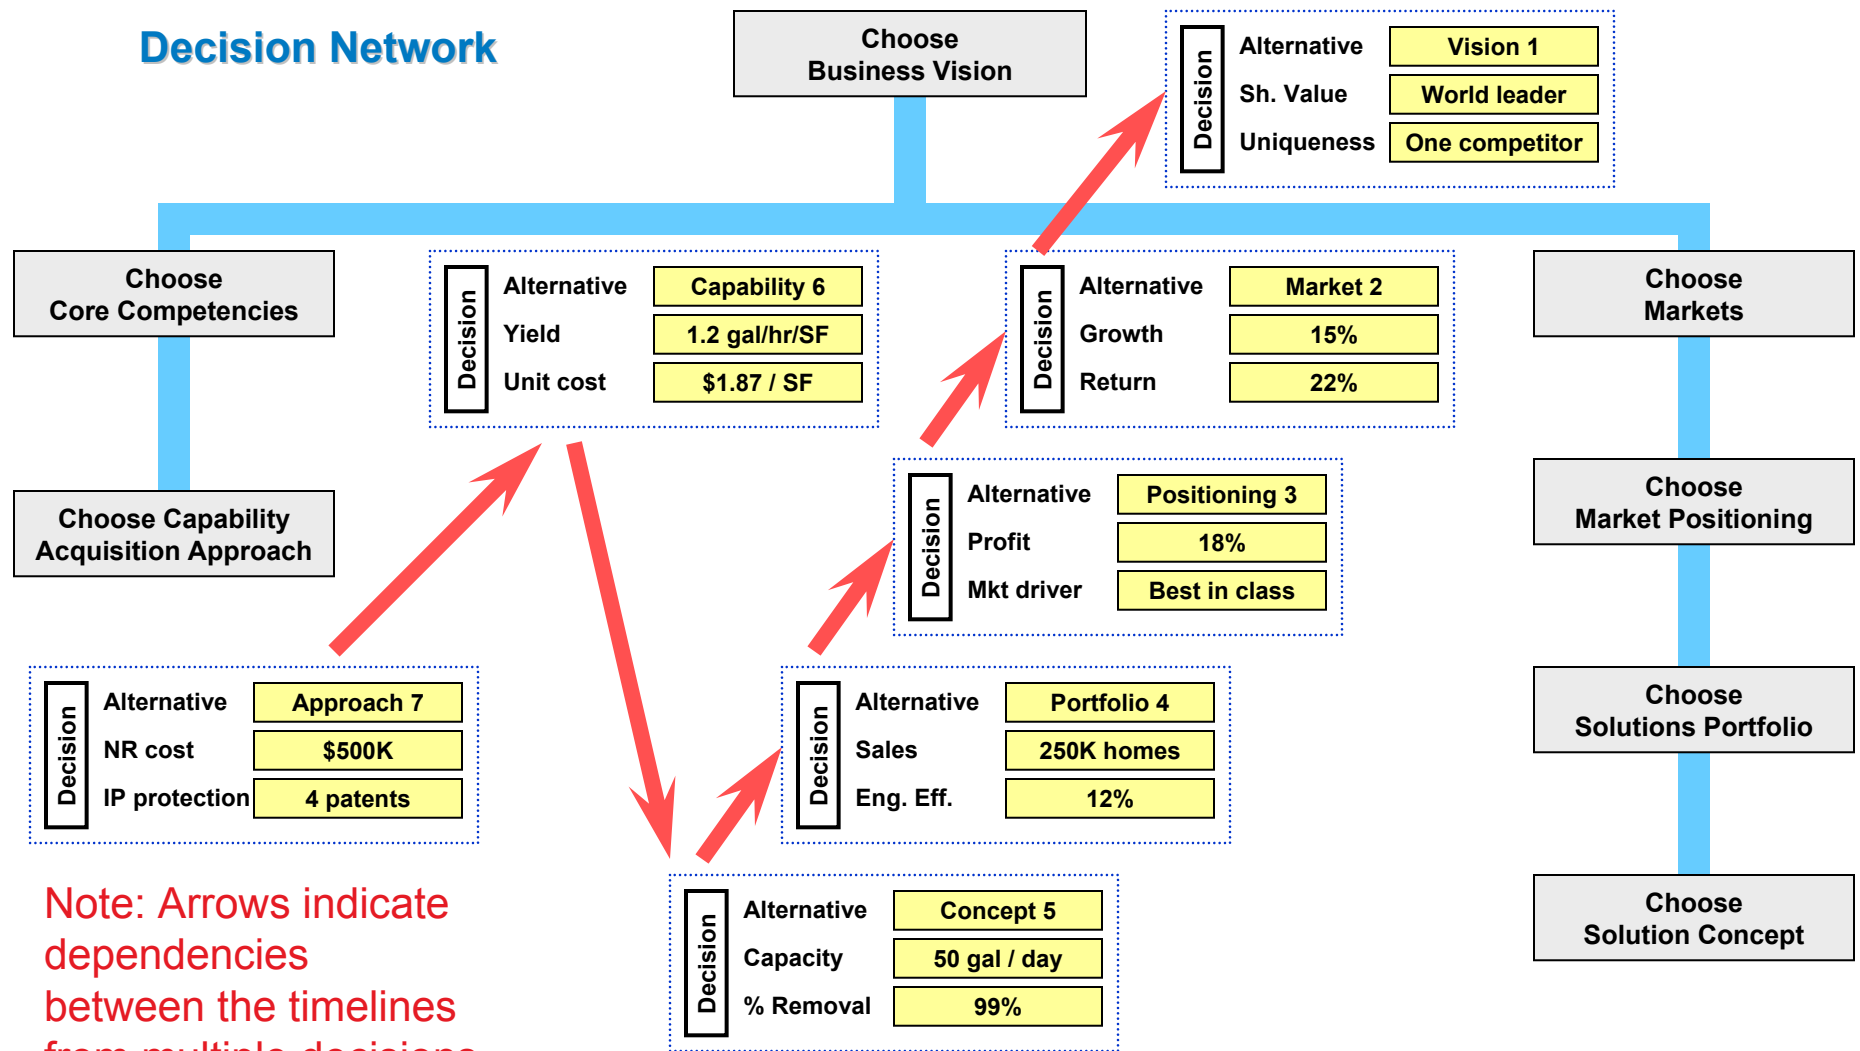 Decision Network
Choose
Business Vision
Decision
Alternative
Vision 1
Sh. Value
World leader
Uniqueness
One competitor
Choose
Core Competencies
Decision
Alternative
Capability 6
Yield
1.2 gal/hr/SF
Unit cost
$1.87 / SF
Decision
Alternative
Market 2
Growth
15%
Return
22%
Choose
Markets
Choose Capability
Acquisition Approach
Decision
Alternative
Positioning 3
Profit
18%
Mkt driver
Best in class
Choose
Market Positioning
Decision
Alternative
Approach 7
NR cost
$500K
IP protection
4 patents
Decision
Alternative
Portfolio 4
Sales
250K homes
Eng. Eff.
12%
Choose
Solutions Portfolio
Decision
Alternative
Concept 5
Capacity
50 gal / day
% Removal
99%
Choose
Solution Concept
Note: Arrows indicate
dependencies
between the timelines
from multiple decisions